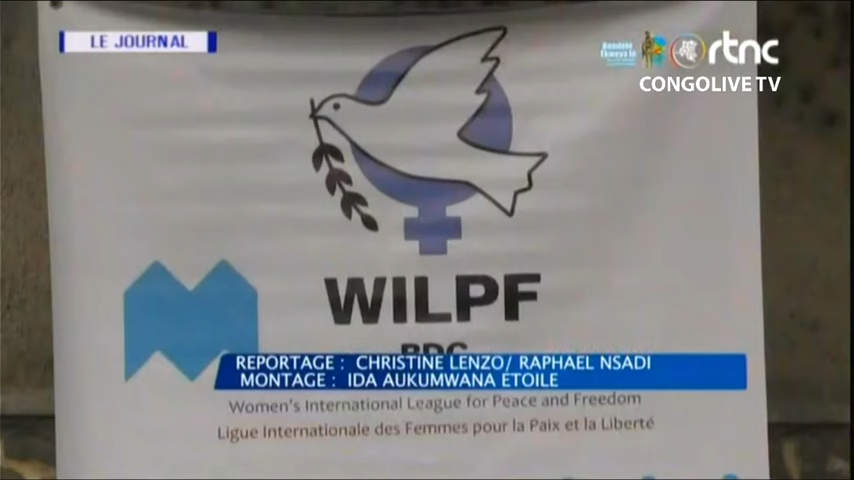 LE JOURNAL
rtnc
CONGOLIVE TV
WILPF
RDC
REPORTAGE : CHRISTINE LENZO/ RAPHAEL NSADI
MONTAGE : IDA AUKUMWANA ETOILE
Women's International League for Peace and Freedom
Ligue Internationale des Femmes pour la Paix et la Liberté